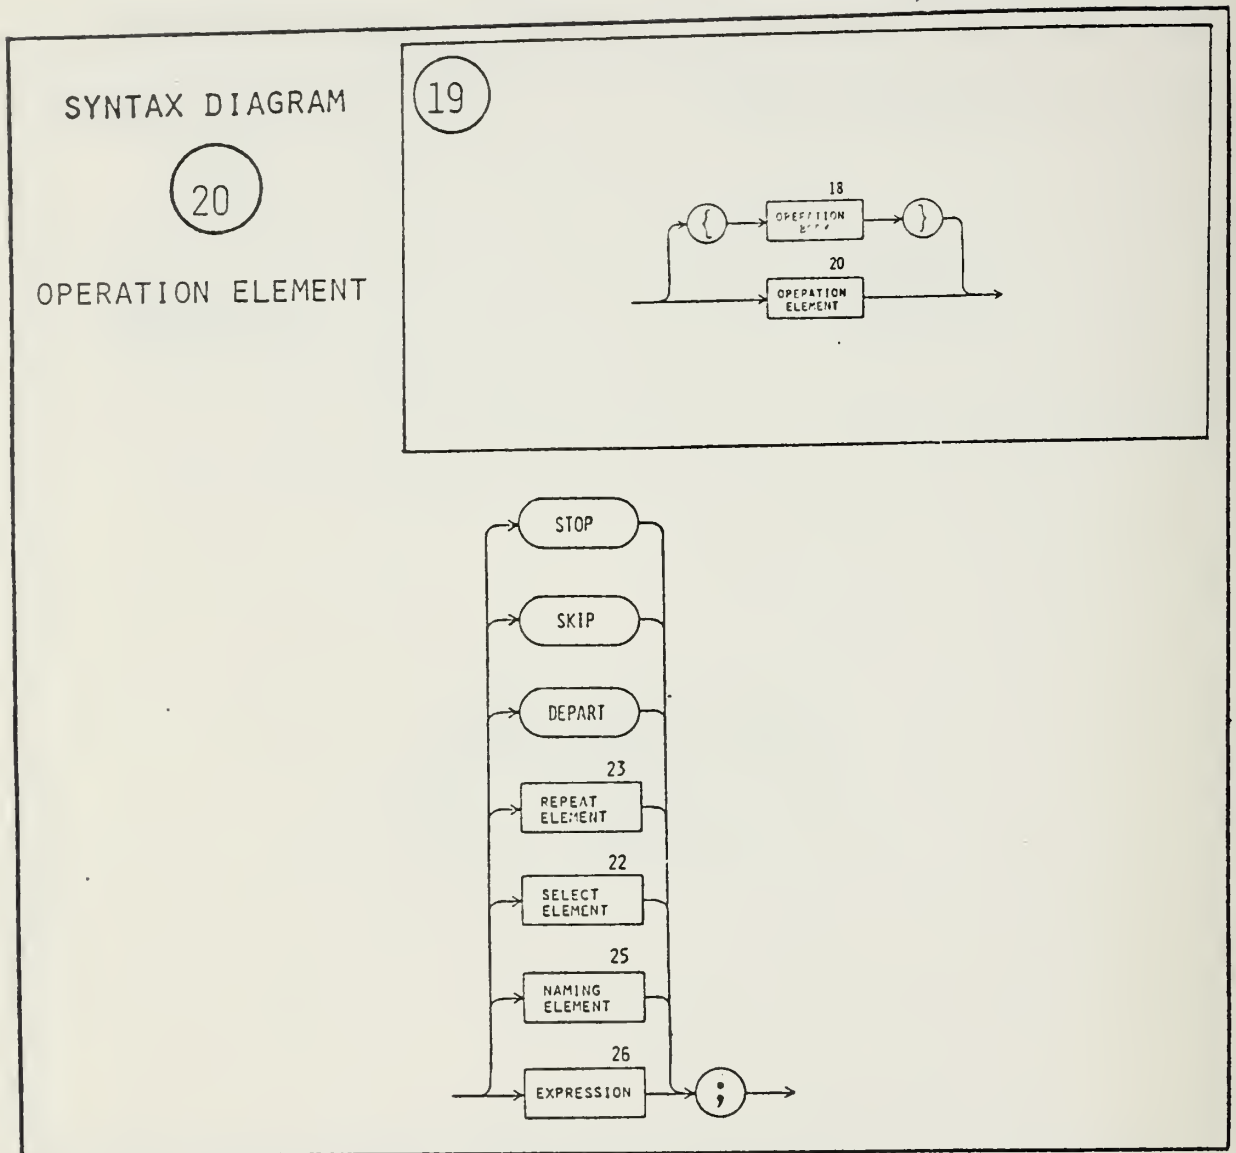 SYNTAX DIAGRAM
20
OPERATION ELEMENT
19
18
{
OPERATION
}
20
OPEPATION
ELEMENT
STOP
SKIP
DEPART
23
REPEAT
ELEMENT
22
SELECT
ELEMENT
25
NAMING
ELEMENT
26
EXPRESSION
;